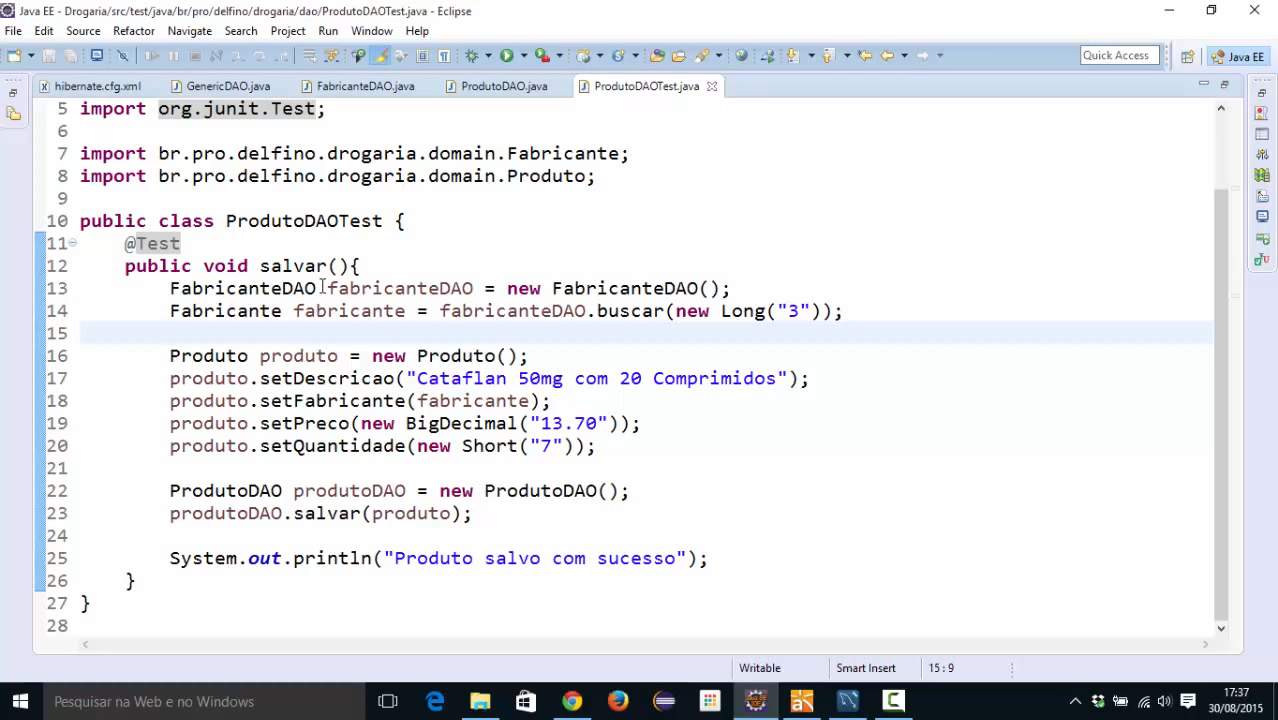 Java EE - Drogaria/src/test/java/br/pro/delfino/drogaria/dao/ProdutoDAOTest.java - Eclipse
File Edit Source Refactor Navigate Search Project Run Window Help
Quick Access Java EE
hibernate.cfg.xml GenericDAO.java FabricanteDAO.java ProdutoDAO.java ProdutoDAOTest.java
5 import org.junit.Test;
6
7 import br.pro.delfino.drogaria.domain.Fabricante;
8 import br.pro.delfino.drogaria.domain.Produto;
9
10 public class ProdutoDAOTest {
11 @Test
12 public void salvar(){
13 FabricanteDAO fabricanteDAO = new FabricanteDAO();
14 Fabricante fabricante = fabricanteDAO.buscar(new Long("3"));
15
16 Produto produto = new Produto();
17 produto.setDescricao("Cataflan 50mg com 20 Comprimidos");
18 produto.setFabricante(fabricante);
19 produto.setPreco(new BigDecimal("13.70"));
20 produto.setQuantidade(new Short("7"));
21
22 ProdutoDAO produtoDAO = new ProdutoDAO();
23 produtoDAO.salvar(produto);
24
25 System.out.println("Produto salvo com sucesso");
26 }
27 }
28
Writable Smart Insert 15 : 9
Pesquisar na Web e no Windows
17:37
30/08/2015